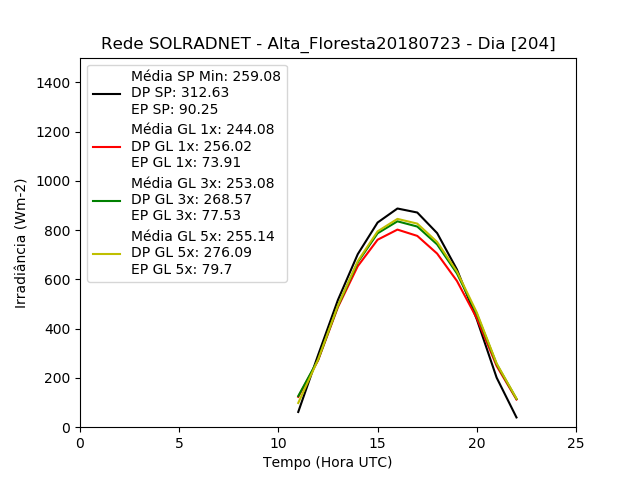 Rede SOLRADNET - Alta_Floresta20180723 - Dia [204]
Média SP Min: 259.08
DP SP: 312.63
EP SP: 90.25
Média GL 1x: 244.08
DP GL 1x: 256.02
EP GL 1x: 73.91
Média GL 3x: 253.08
DP GL 3x: 268.57
EP GL 3x: 77.53
Média GL 5x: 255.14
DP GL 5x: 276.09
EP GL 5x: 79.7
Irradiância (Wm-2)
1400
1200
1000
800
600
400
200
0
0 5 10 15 20 25
Tempo (Hora UTC)